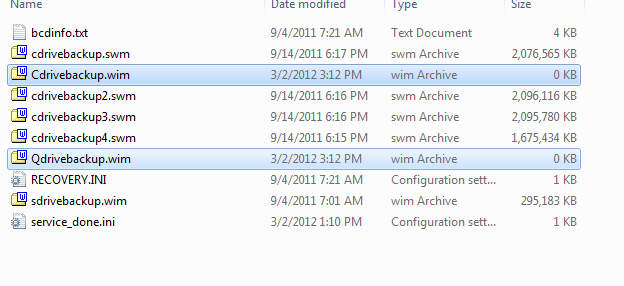 Name Date modified Type Size
bcdinfo.txt 9/4/2011 7:21 AM Text Document 4 KB
cdrivebackup.swm 9/14/2011 6:17 PM swm Archive 2,076,565 KB
Cdrivebackup.wim 3/2/2012 3:12 PM wim Archive 0 KB
cdrivebackup2.swm 9/14/2011 6:16 PM swm Archive 2,096,116 KB
cdrivebackup3.swm 9/14/2011 6:16 PM swm Archive 2,095,780 KB
cdrivebackup4.swm 9/14/2011 6:15 PM swm Archive 1,675,434 KB
Qdrivebackup.wim 3/2/2012 3:12 PM wim Archive 0 KB
RECOVERY.INI 9/4/2011 7:21 AM Configuration sett... 1 KB
sdrivebackup.wim 9/4/2011 7:01 AM wim Archive 295,183 KB
service_done.ini 3/2/2012 1:10 PM Configuration sett... 1 KB